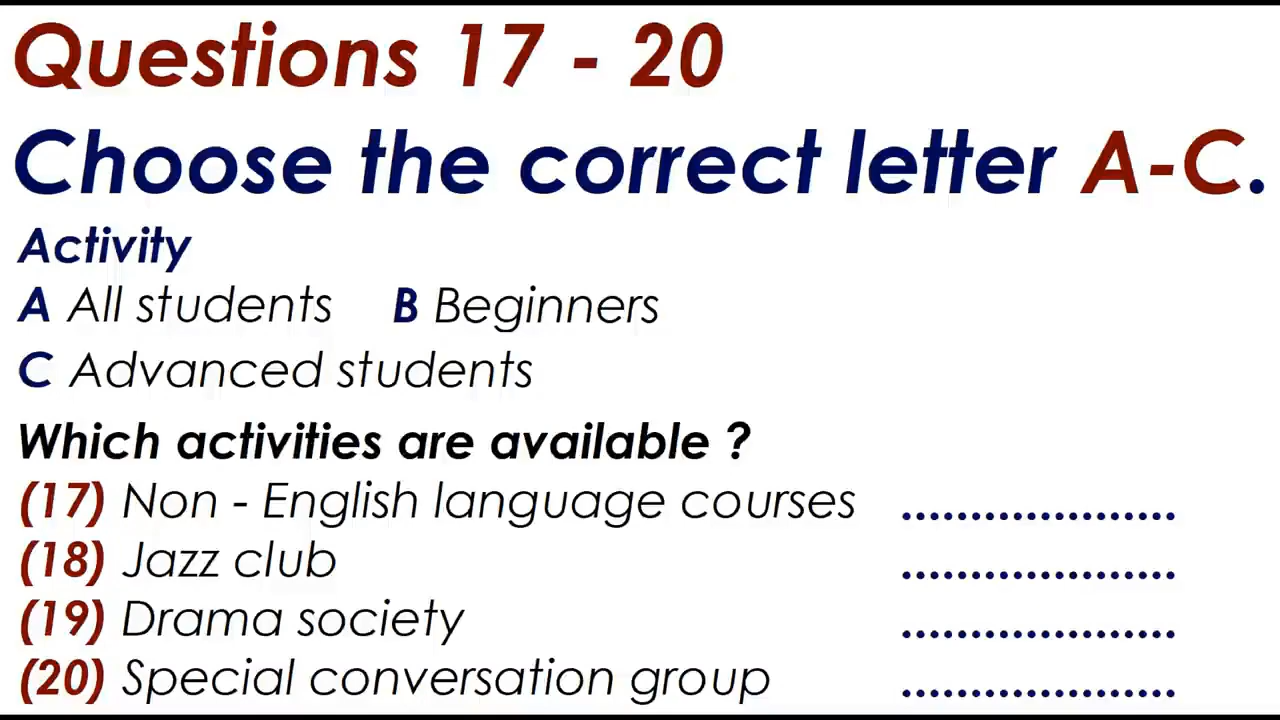 Questions 17 - 20
Choose the correct letter A-C.
Activity
A All students B Beginners
C Advanced students
Which activities are available ?
(17) Non - English language courses ....................
(18) Jazz club ....................
(19) Drama society ....................
(20) Special conversation group ....................